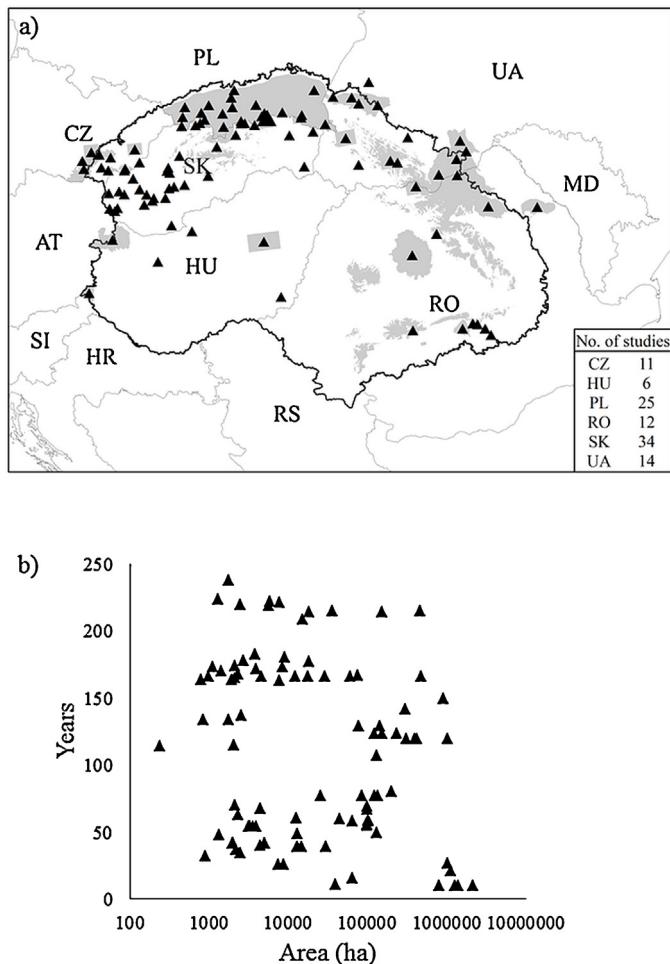 a)
PL
UA
CZ
SK
MD
AT
HU
RO
SI
HR
RS
No. of studies
CZ 11
HU 6
PL 25
RO 12
SK 34
UA 14
b)
250
200
150
100
50
0
Years
100 1000 10000 100000 1000000 10000000
Area (ha)